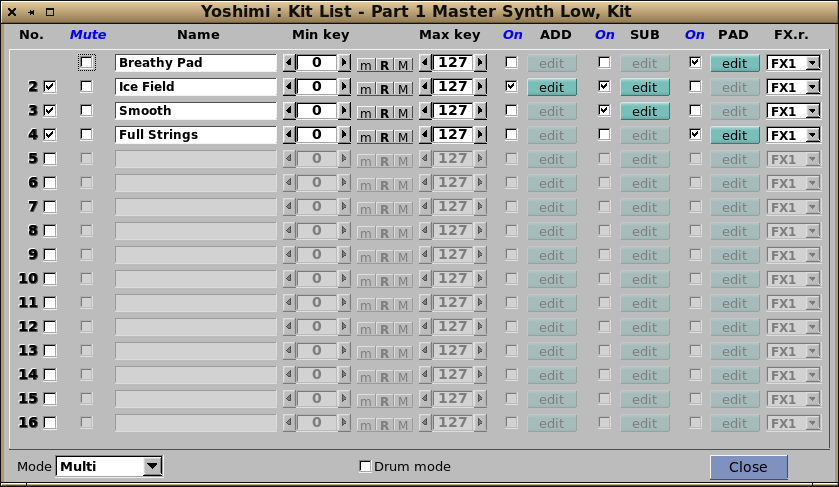 Yoshimi : Kit List - Part 1 Master Synth Low, Kit
No. Mute Name Min key Max key On ADD On SUB On PAD FX.r.
Breathy Pad 0 m R M 127 edit edit edit FX1
2 Ice Field 0 m R M 127 edit edit edit FX1
3 Smooth 0 m R M 127 edit edit edit FX1
4 Full Strings 0 m R M 127 edit edit edit FX1
5 0 m R M 127 edit edit edit FX1
6 0 m R M 127 edit edit edit FX1
7 0 m R M 127 edit edit edit FX1
8 0 m R M 127 edit edit edit FX1
9 0 m R M 127 edit edit edit FX1
10 0 m R M 127 edit edit edit FX1
11 0 m R M 127 edit edit edit FX1
12 0 m R M 127 edit edit edit FX1
13 0 m R M 127 edit edit edit FX1
14 0 m R M 127 edit edit edit FX1
15 0 m R M 127 edit edit edit FX1
16 0 m R M 127 edit edit edit FX1
Mode Multi Drum mode Close